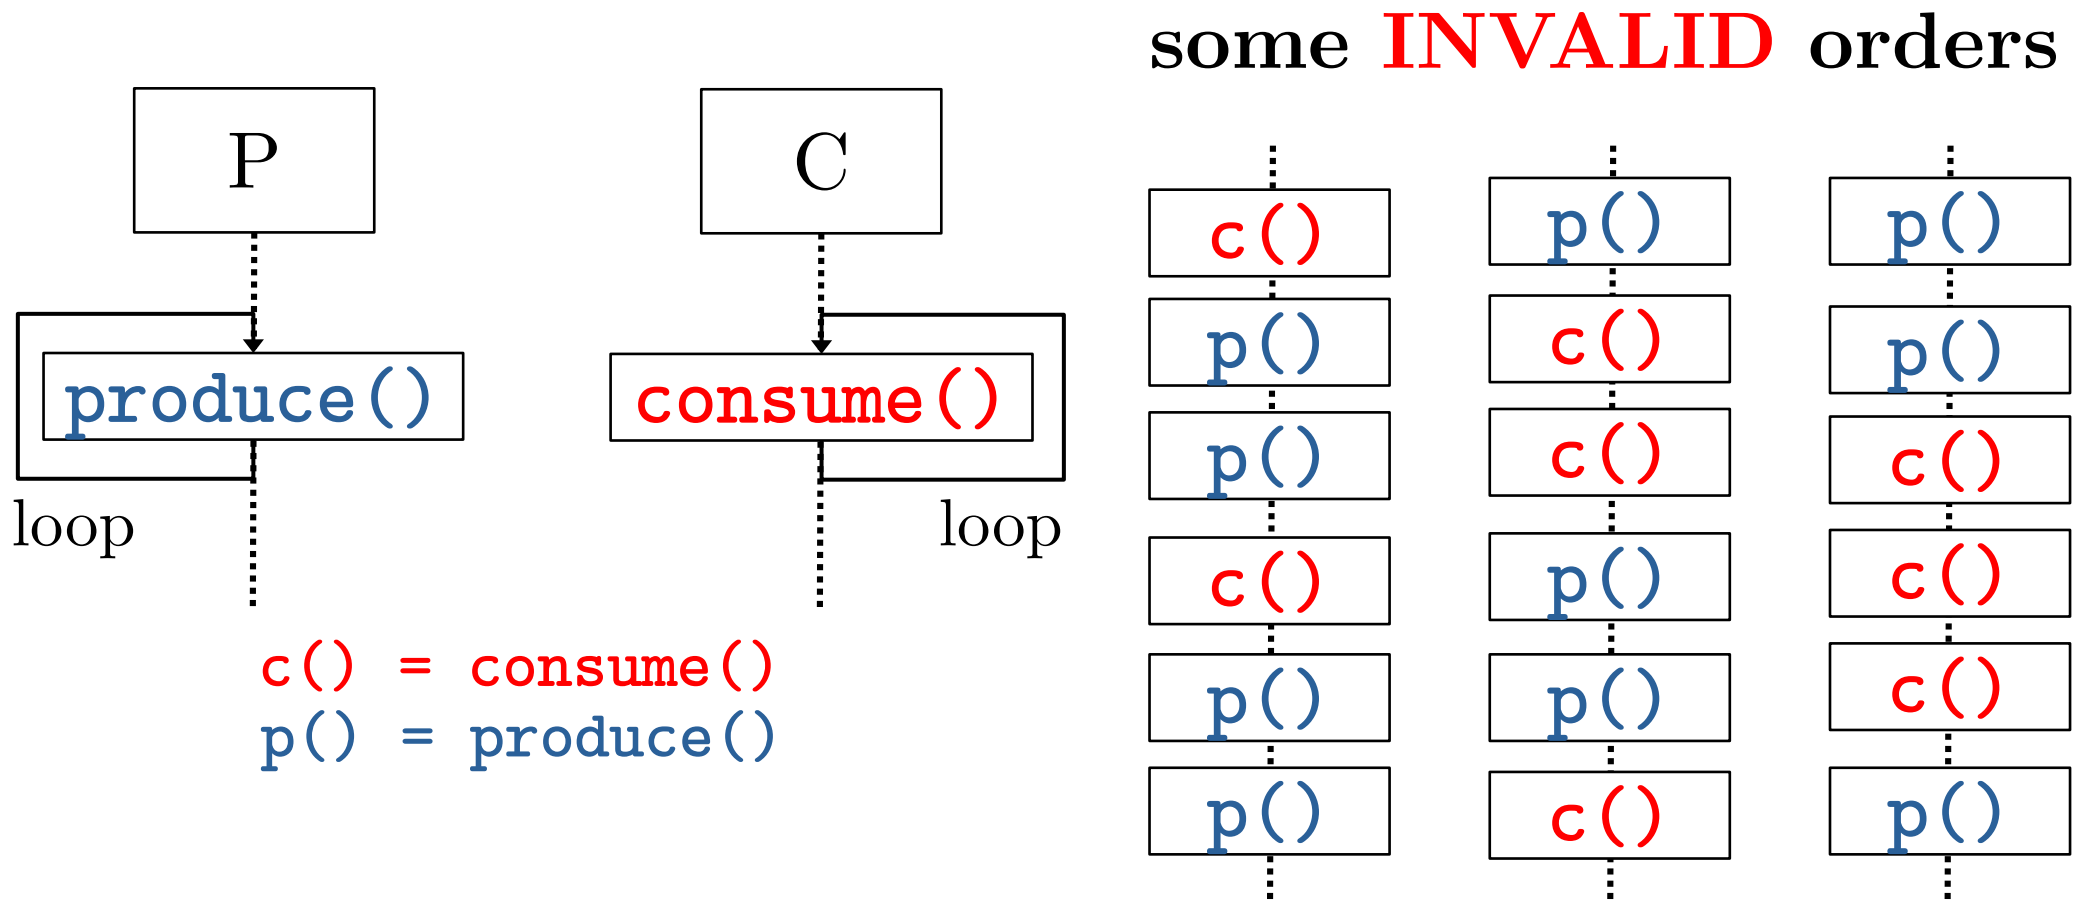 some INVALID orders
P
C
produce()
consume()
loop
loop
c() = consume()
p() = produce()
c()
p()
p()
c()
p()
p()
p()
c()
c()
p()
p()
c()
p()
p()
c()
c()
c()
p()